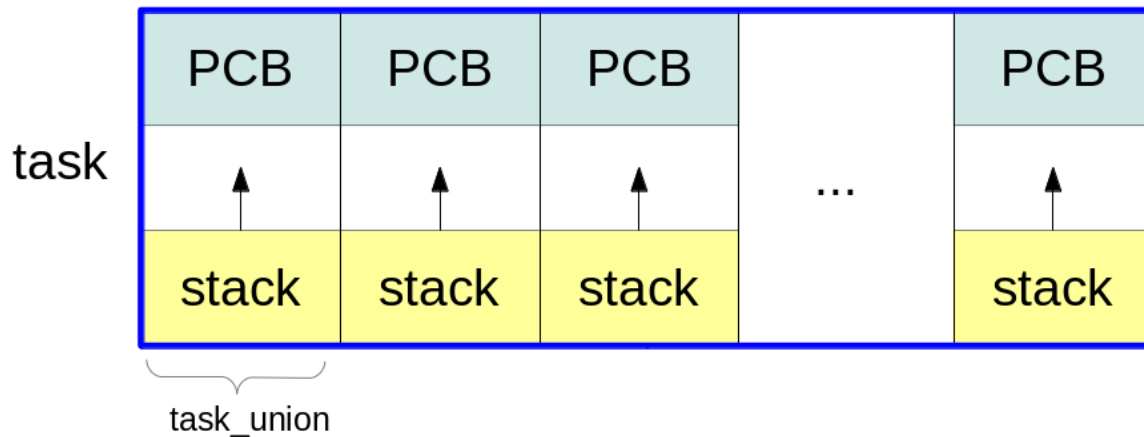 PCB PCB PCB PCB
task
...
stack stack stack stack
task_union